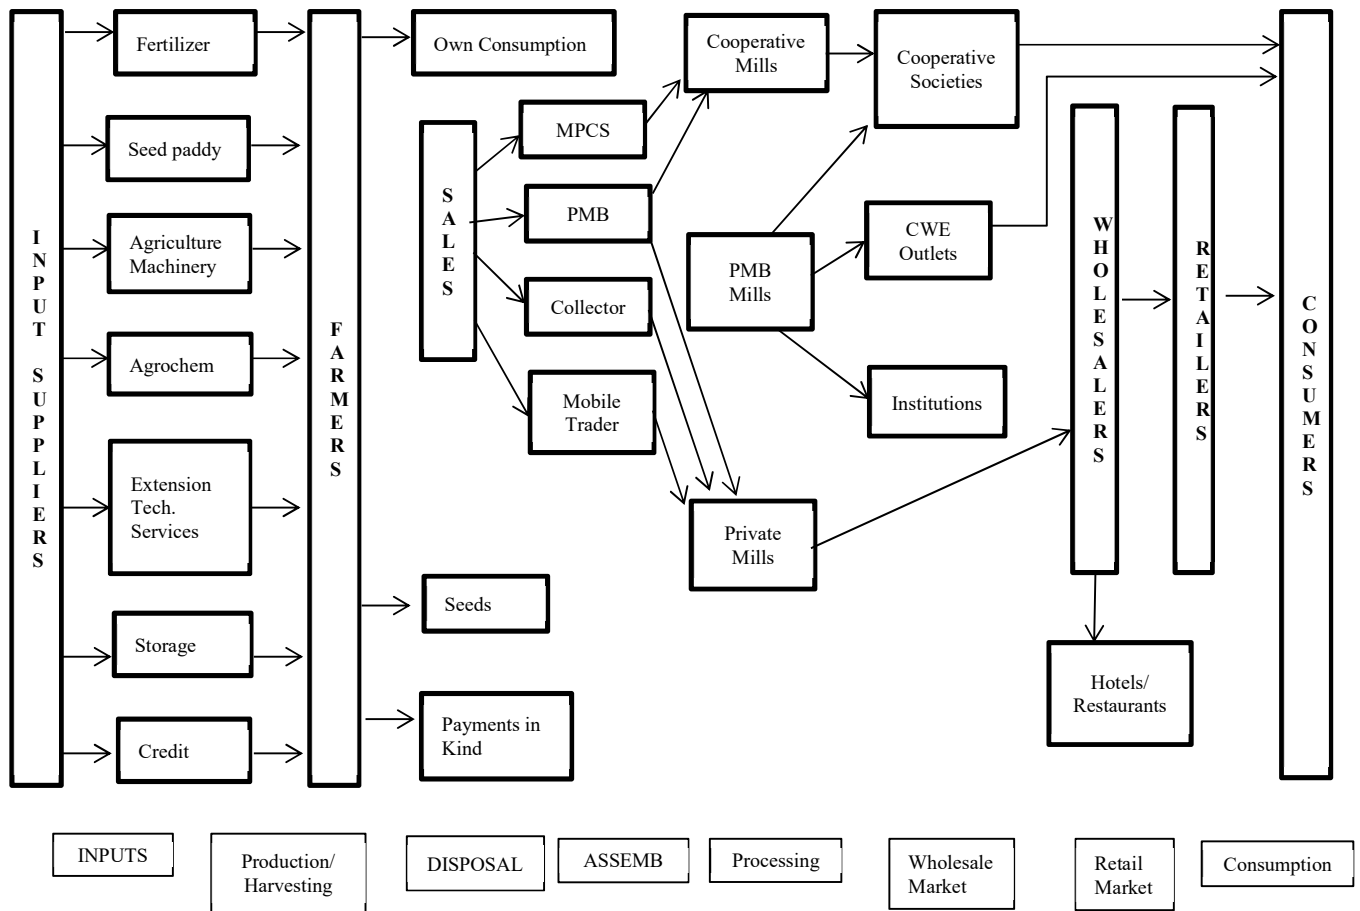 INPUT SUPPLIERS
Fertilizer
Seed paddy
Agriculture
Machinery
Agrochem
Extension
Tech.
Services
Storage
Credit
FARMERS
Own Consumption
SALES
Seeds
Payments in
Kind
MPCS
PMB
Collector
Mobile
Trader
Cooperative
Mills
PMB
Mills
Private
Mills
Cooperative
Societies
CWE
Outlets
Institutions
WHOLESALERS
Hotels/
Restaurants
RETAILERS
CONSUMERS
INPUTS
Production/
Harvesting
DISPOSAL
ASSEMB
Processing
Wholesale
Market
Retail
Market
Consumption